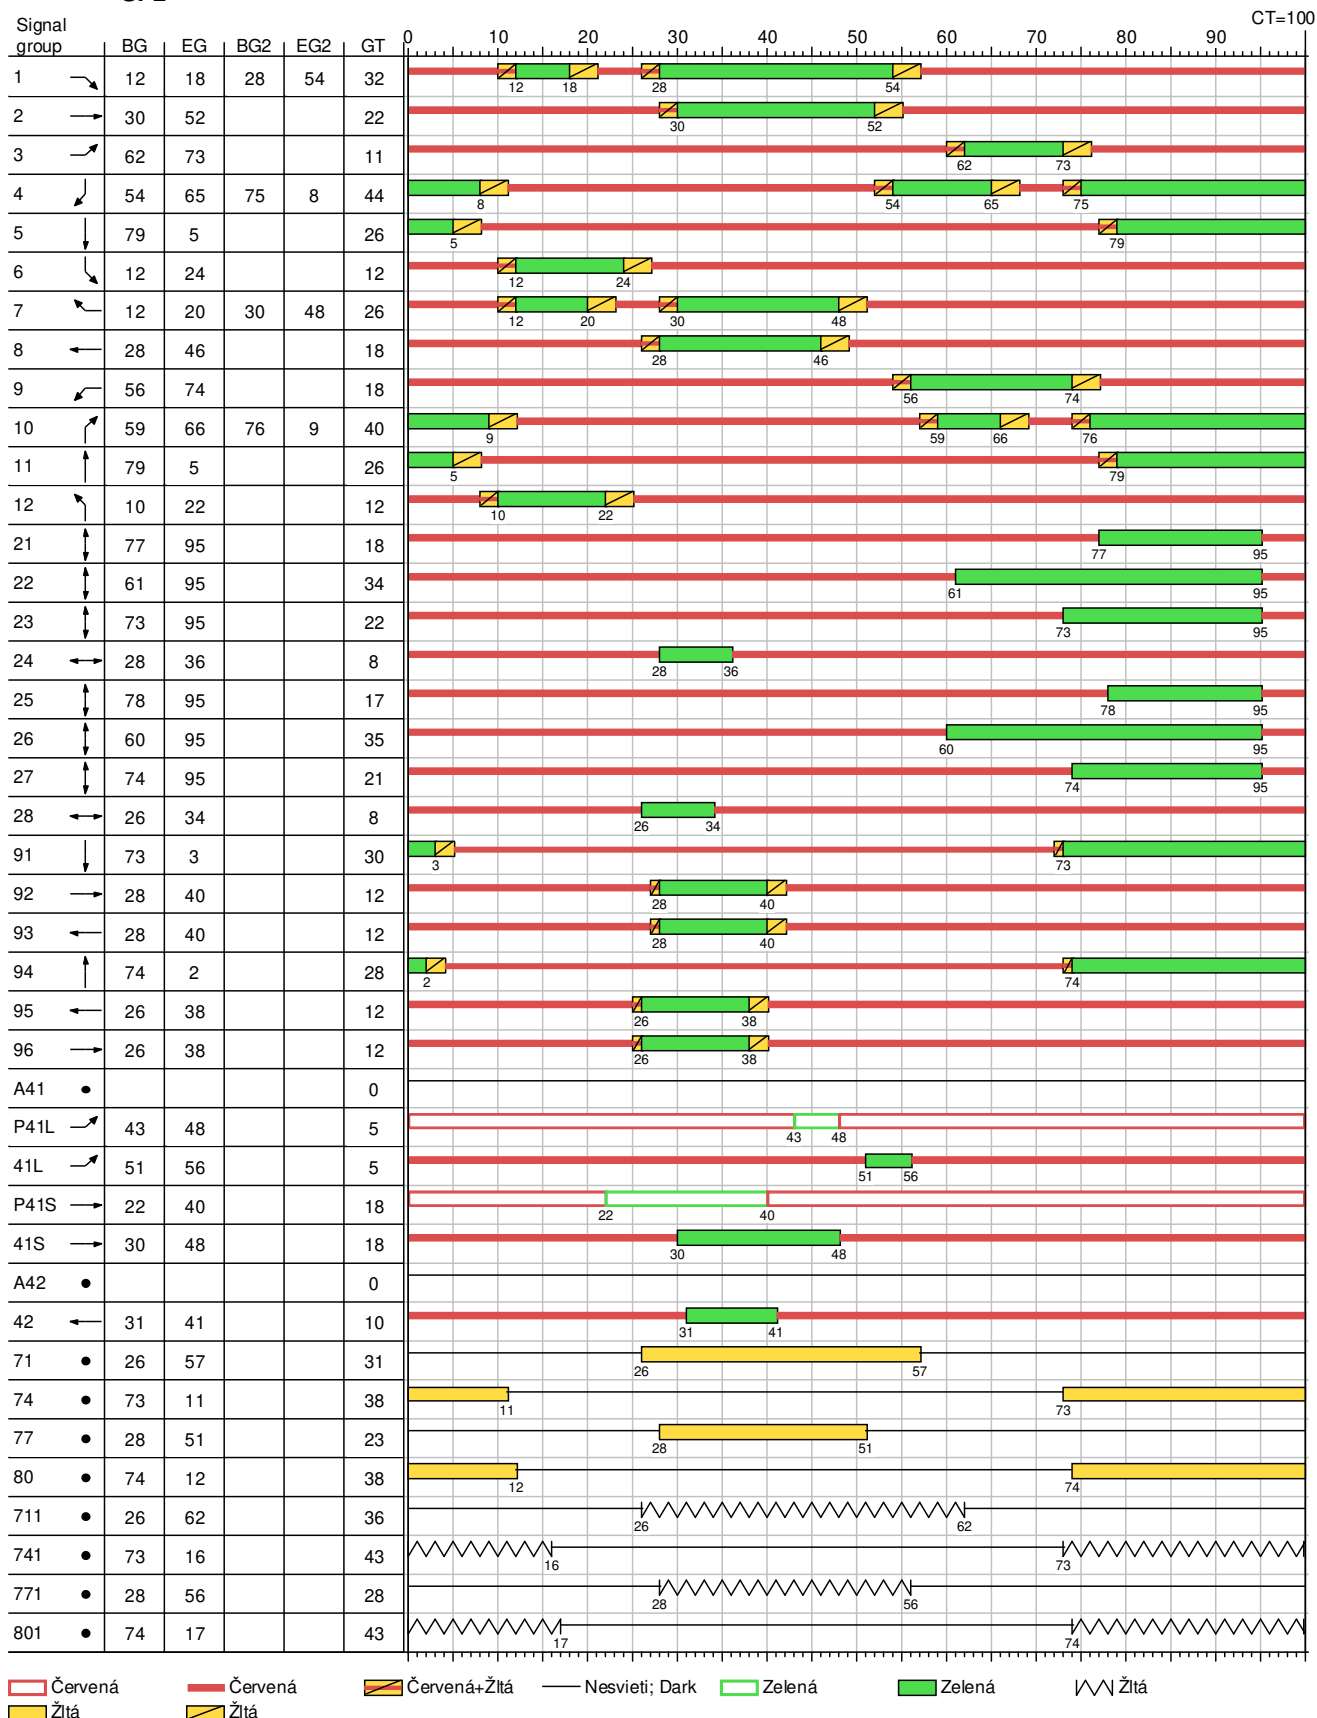 CT=100
Signal
group BG EG BG2 EG2 GT 0 10 20 30 40 50 60 70 80 90
1 12 18 28 54 32
12 18 28 54
2 30 52 22
30 52
3 62 73 11
62 73
4 54 65 75 8 44
8 54 65 75
5 79 5 26
5 79
6 12 24 12
12 24
7 12 20 30 48 26
12 20 30 48
8 28 46 18
28 46
9 56 74 18
56 74
10 59 66 76 9 40
9 59 66 76
11 79 5 26
5 79
12 10 22 12
10 22
21 77 95 18
77 95
22 61 95 34
61 95
23 73 95 22
73 95
24 28 36 8
28 36
25 78 95 17
78 95
26 60 95 35
60 95
27 74 95 21
74 95
28 26 34 8
26 34
91 73 3 30
3 73
92 28 40 12
28 40
93 28 40 12
28 40
94 74 2 28
2 74
95 26 38 12
26 38
96 26 38 12
26 38
A41 0
P41L 43 48 5
43 48
41L 51 56 5
51 56
P41S 22 40 18
22 40
41S 30 48 18
30 48
A42 0
42 31 41 10
31 41
71 26 57 31
26 57
74 73 11 38
11 73
77 28 51 23
28 51
80 74 12 38
12 74
711 26 62 36
26 62
741 73 16 43
16 73
771 28 56 28
28 56
801 74 17 43
17 74
Červená Červená Červená+Žltá Nesvieti; Dark Zelená Zelená Žltá
Žltá Žltá